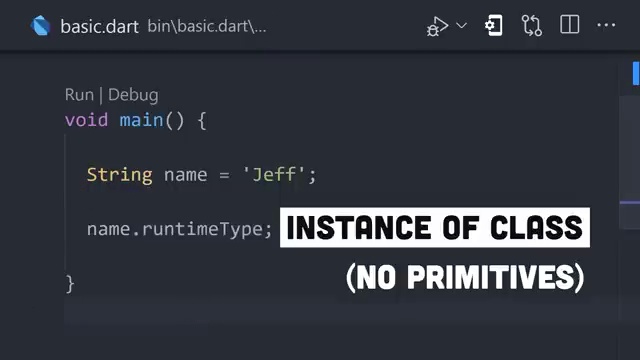 basic.dart bin\basic.dart\...
Run | Debug
void main() {
String name = 'Jeff';
name.runtimeType; INSTANCE OF CLASS
(NO PRIMITIVES)
}